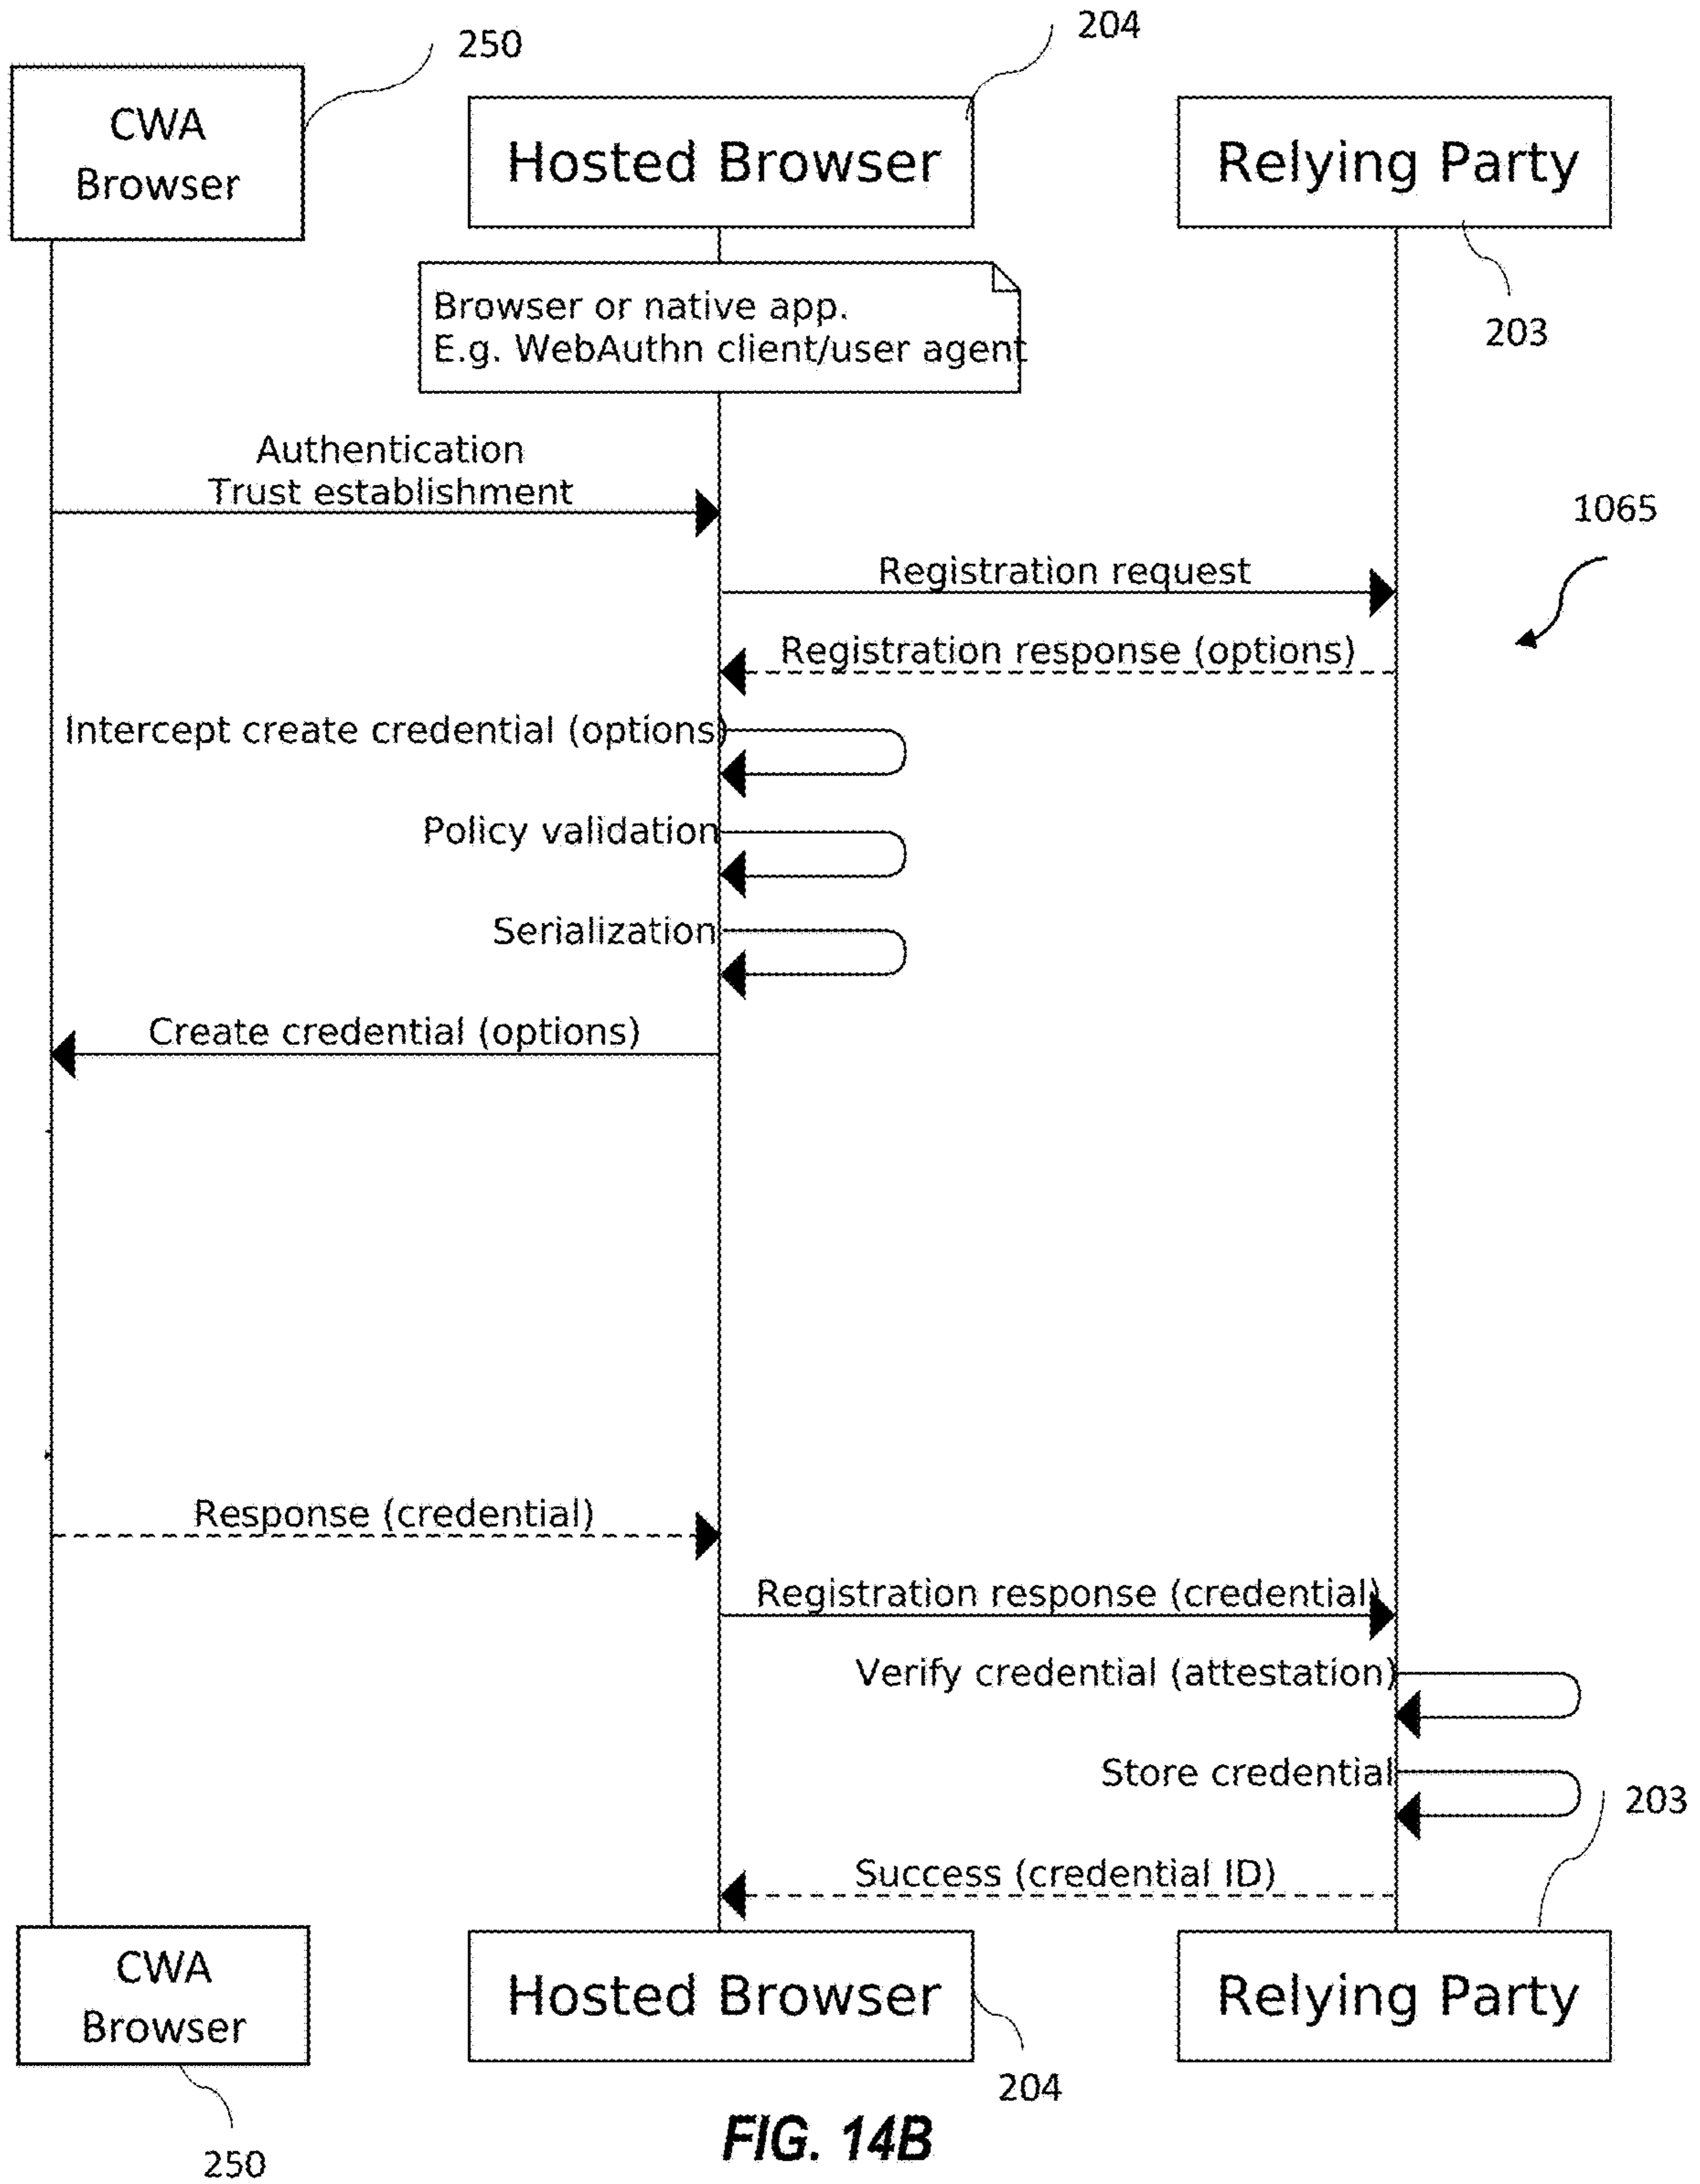 250
204
CWA
Browser
Hosted Browser
Relying Party
203
Browser or native app.
E.g. WebAuthn client/user agent
Authentication
Trust establishment
1065
Registration request
Registration response (options)
Intercept create credential (options)
Policy validation
Serialization
Create credential (options)
Response (credential)
Registration response (credential)
Verify credential (attestation)
Store credential
203
Success (credential ID)
CWA
Browser
Hosted Browser
Relying Party
204
250
FIG. 14B